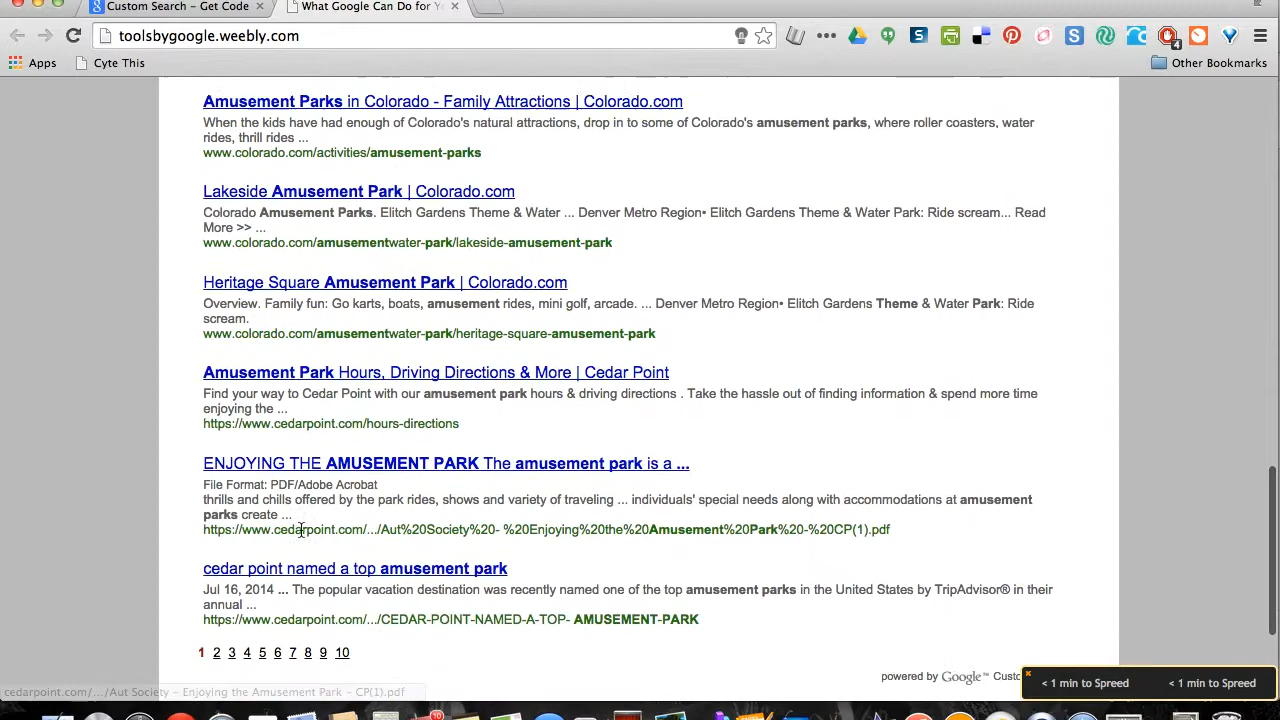 Custom Search – Get Code
What Google Can Do for Y
toolsbygoogle.weebly.com
4
Apps
Cyte This
Other Bookmarks
Amusement Parks in Colorado - Family Attractions | Colorado.com
When the kids have had enough of Colorado's natural attractions, drop in to some of Colorado's amusement parks, where roller coasters, water
rides, thrill rides ...
www.colorado.com/activities/amusement-parks
Lakeside Amusement Park | Colorado.com
Colorado Amusement Parks. Elitch Gardens Theme & Water ... Denver Metro Region• Elitch Gardens Theme & Water Park: Ride scream... Read
More >> ...
www.colorado.com/amusementwater-park/lakeside-amusement-park
Heritage Square Amusement Park | Colorado.com
Overview. Family fun: Go karts, boats, amusement rides, mini golf, arcade. ... Denver Metro Region• Elitch Gardens Theme & Water Park: Ride
scream.
www.colorado.com/amusementwater-park/heritage-square-amusement-park
Amusement Park Hours, Driving Directions & More | Cedar Point
Find your way to Cedar Point with our amusement park hours & driving directions . Take the hassle out of finding information & spend more time
enjoying the ...
https://www.cedarpoint.com/hours-directions
ENJOYING THE AMUSEMENT PARK The amusement park is a ...
File Format: PDF/Adobe Acrobat
thrills and chills offered by the park rides, shows and variety of traveling ... individuals' special needs along with accommodations at amusement
parks create ...
https://www.cedarpoint.com/.../Aut%20Society%20- %20Enjoying%20the%20Amusement%20Park%20-%20CP(1).pdf
cedar point named a top amusement park
Jul 16, 2014 ... The popular vacation destination was recently named one of the top amusement parks in the United States by TripAdvisor® in their
annual ...
https://www.cedarpoint.com/.../CEDAR-POINT-NAMED-A-TOP- AMUSEMENT-PARK
1 2 3 4 5 6 7 8 9 10
powered by Google™ Custo
< 1 min to Spreed < 1 min to Spreed
cedarpoint.com/.../Aut Society – Enjoying the Amusement Park – CP(1).pdf
10